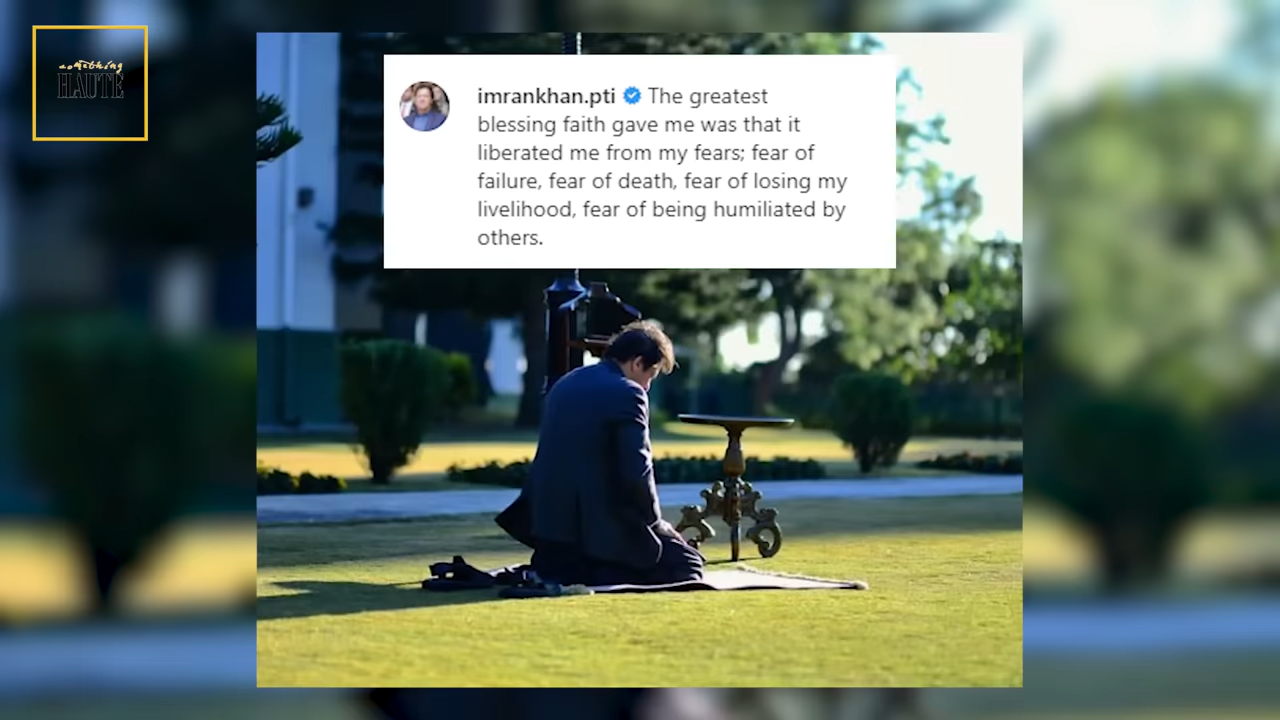 something
HAUTE
imrankhan.pti The greatest
blessing faith gave me was that it
liberated me from my fears; fear of
failure, fear of death, fear of losing my
livelihood, fear of being humiliated by
others.